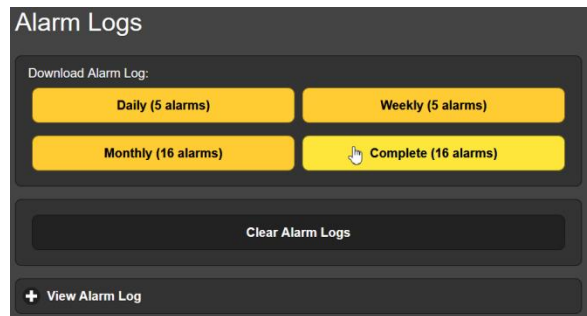 Alarm Logs
Download Alarm Log:
Daily (5 alarms)
Weekly (5 alarms)
Monthly (16 alarms)
Complete (16 alarms)
Clear Alarm Logs
View Alarm Log